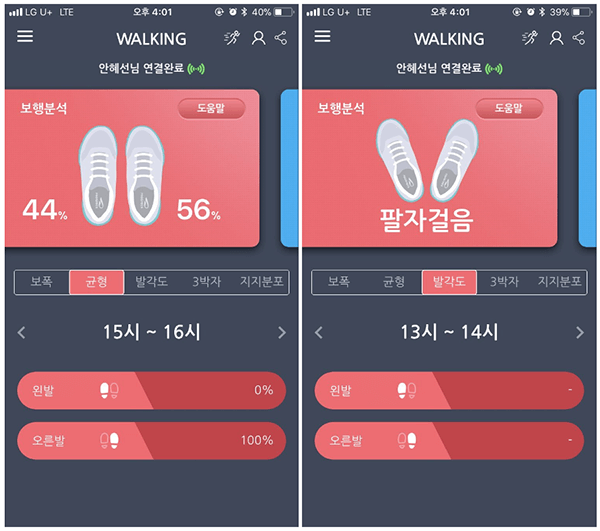 LG U+ LTE 오후 4:01 40%
WALKING
안혜선님 연결완료
보행분석 도움말
44% 56%
보폭 균형 발각도 3박자 지지분포
15시 ~ 16시
왼발 0%
오른발 100%
LG U+ LTE 오후 4:01 39%
WALKING
안혜선님 연결완료
보행분석 도움말
팔자걸음
보폭 균형 발각도 3박자 지지분포
13시 ~ 14시
왼발 -
오른발 -